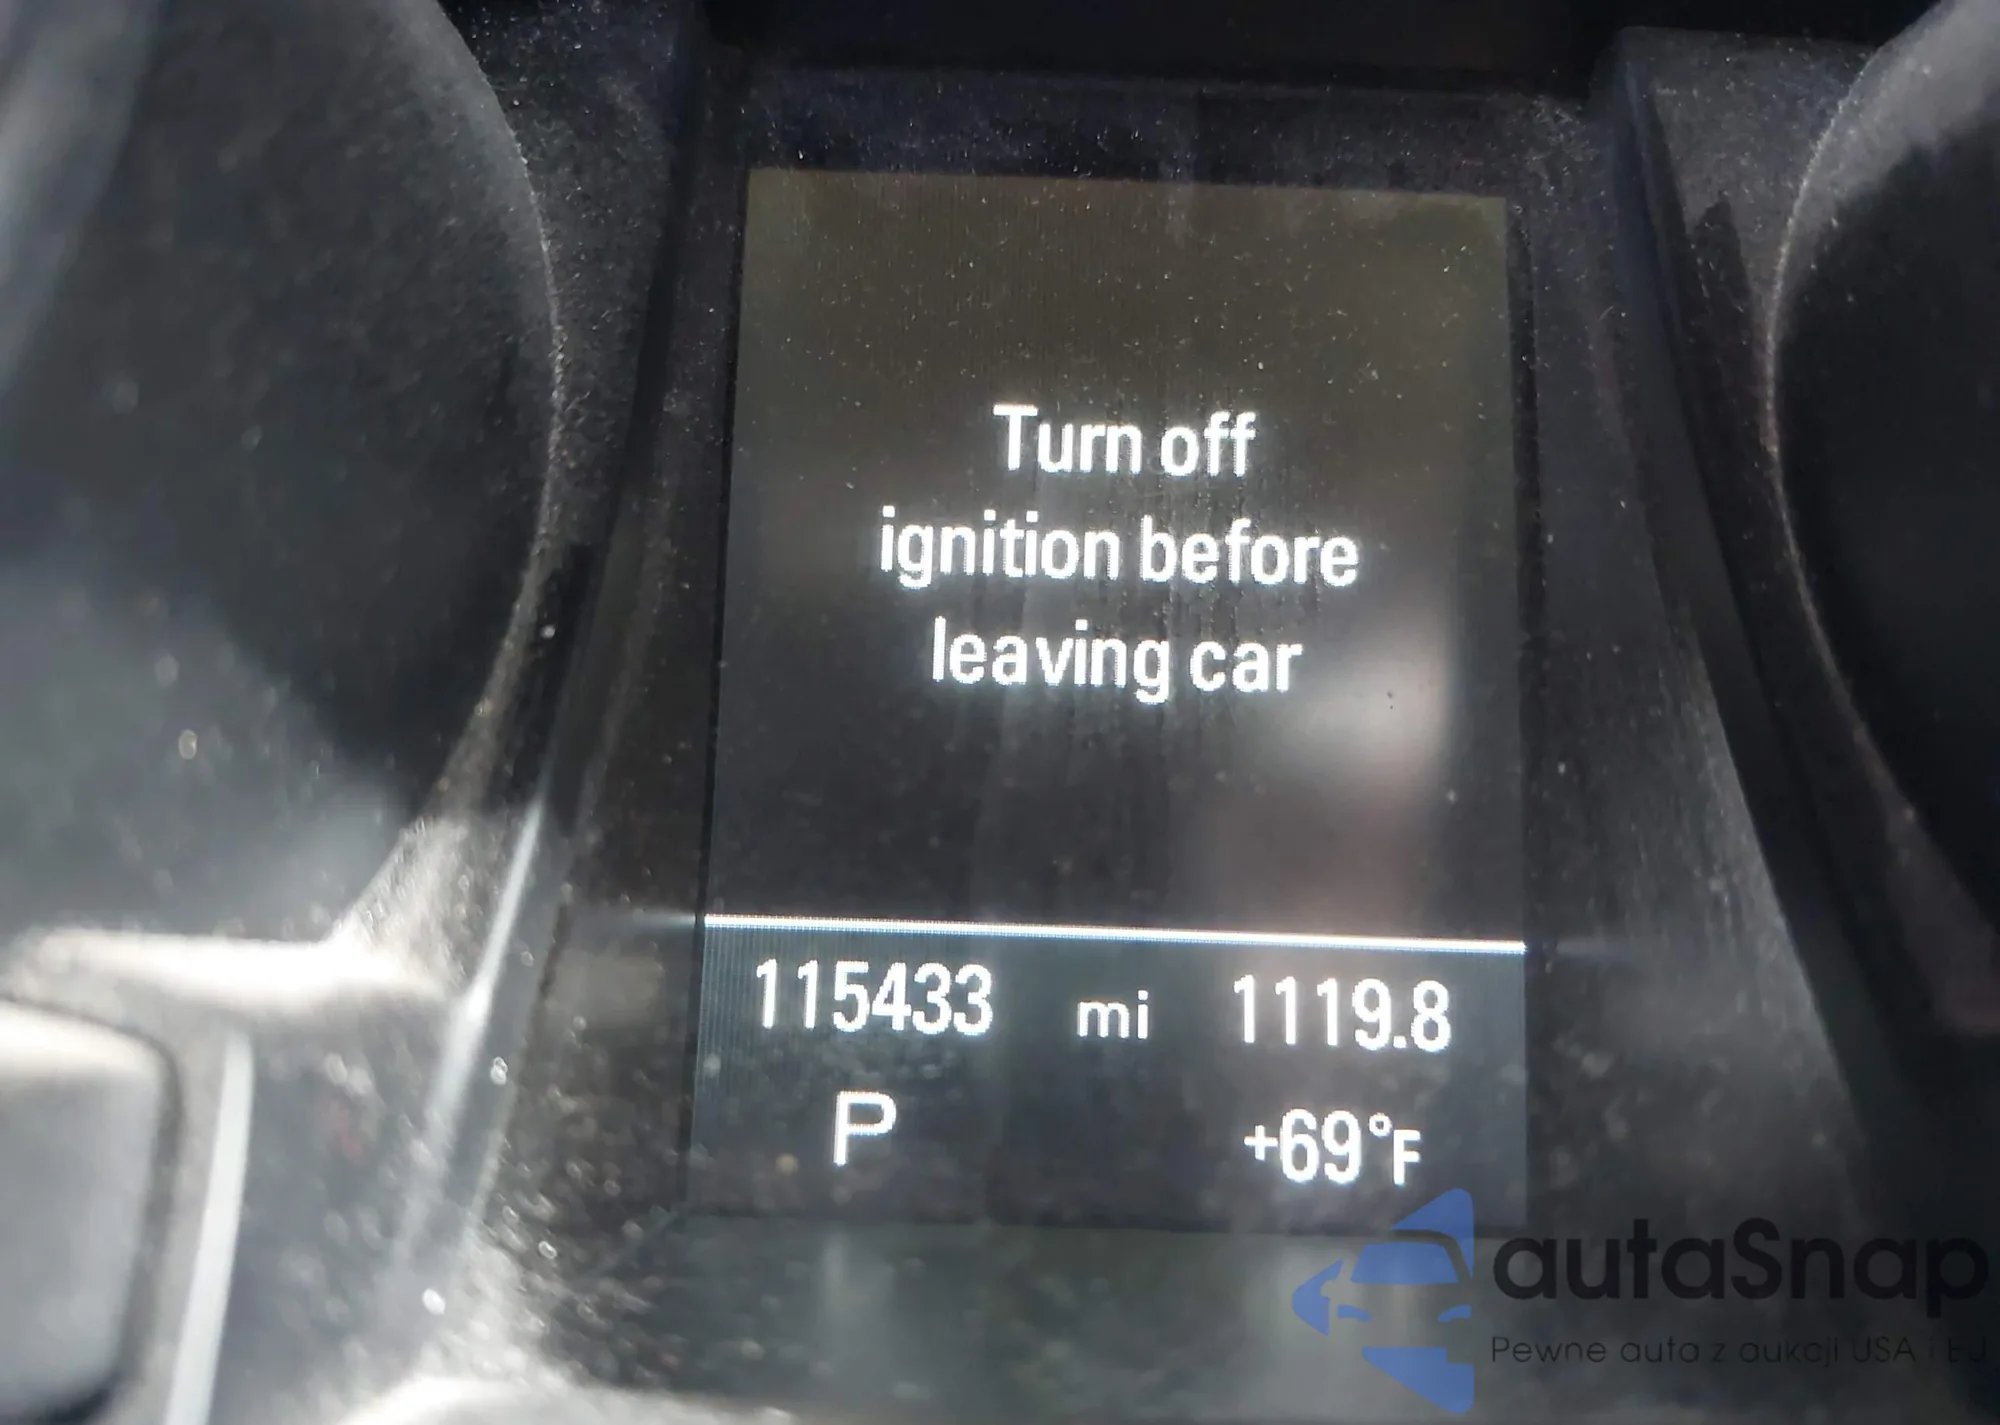 Turn off
ignition before
leaving car
115433 mi 1119.8
P +69°F
autaSnap
Pewne auta z aukcji USA i EU